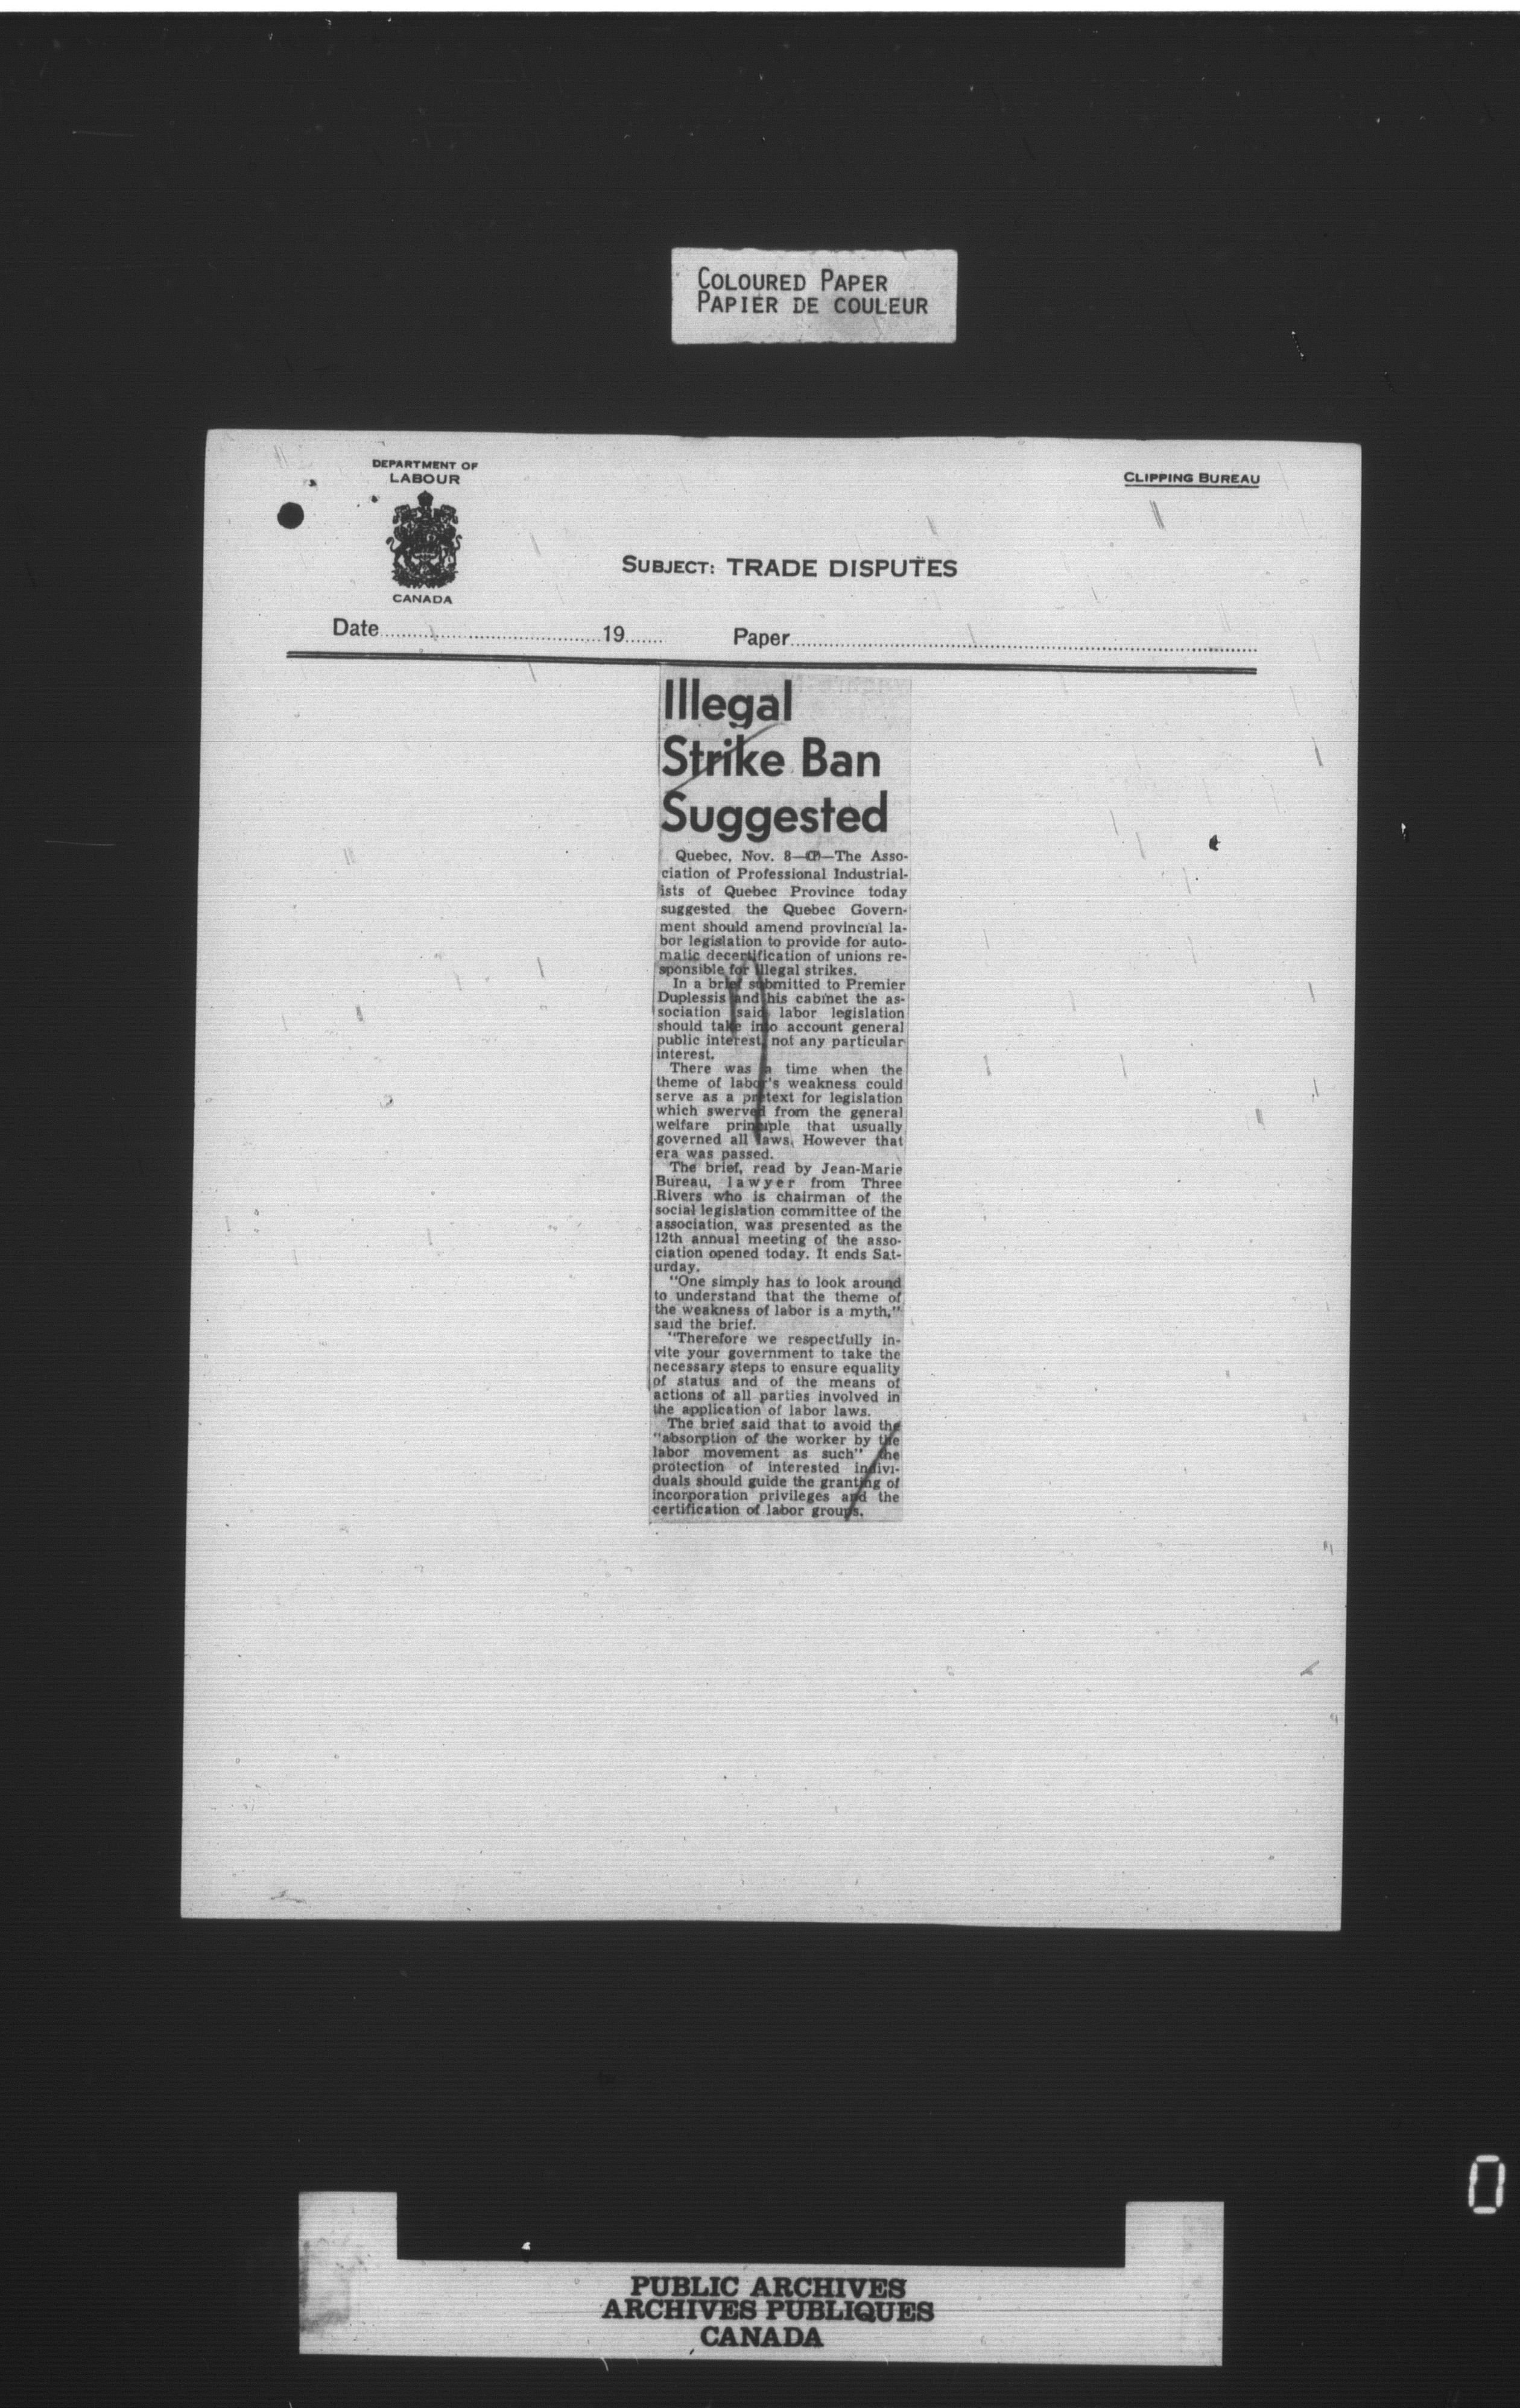 COLOURED PAPER
PAPIER DE COULEUR
DEPARTMENT OF
LABOUR
CANADA
CLIPPING BUREAU
SUBJECT: TRADE DISPUTES
Date 19 Paper
Illegal
Strike Ban
Suggested
Quebec, Nov. 8—CP—The Asso-
ciation of Professional Industrial-
ists of Quebec Province today
suggested the Quebec Govern-
ment should amend provincial la-
bor legislation to provide for auto-
matic decertification of unions re-
sponsible for illegal strikes.
In a brief submitted to Premier
Duplessis and his cabinet the as-
sociation said labor legislation
should take into account general
public interest, not any particular
interest.
There was a time when the
theme of labor's weakness could
serve as a pretext for legislation
which swerved from the general
welfare principle that usually
governed all laws. However that
era was passed.
The brief, read by Jean-Marie
Bureau, lawyer from Three
Rivers who is chairman of the
social legislation committee of the
association, was presented as the
12th annual meeting of the asso-
ciation opened today. It ends Sat-
urday.
"One simply has to look around
to understand that the theme of
the weakness of labor is a myth,"
said the brief.
"Therefore we respectfully in-
vite your government to take the
necessary steps to ensure equality
of status and of the means of
actions of all parties involved in
the application of labor laws.
The brief said that to avoid the
"absorption of the worker by the
labor movement as such" the
protection of interested indivi-
duals should guide the granting of
incorporation privileges and the
certification of labor groups.
0
PUBLIC ARCHIVES
ARCHIVES PUBLIQUES
CANADA